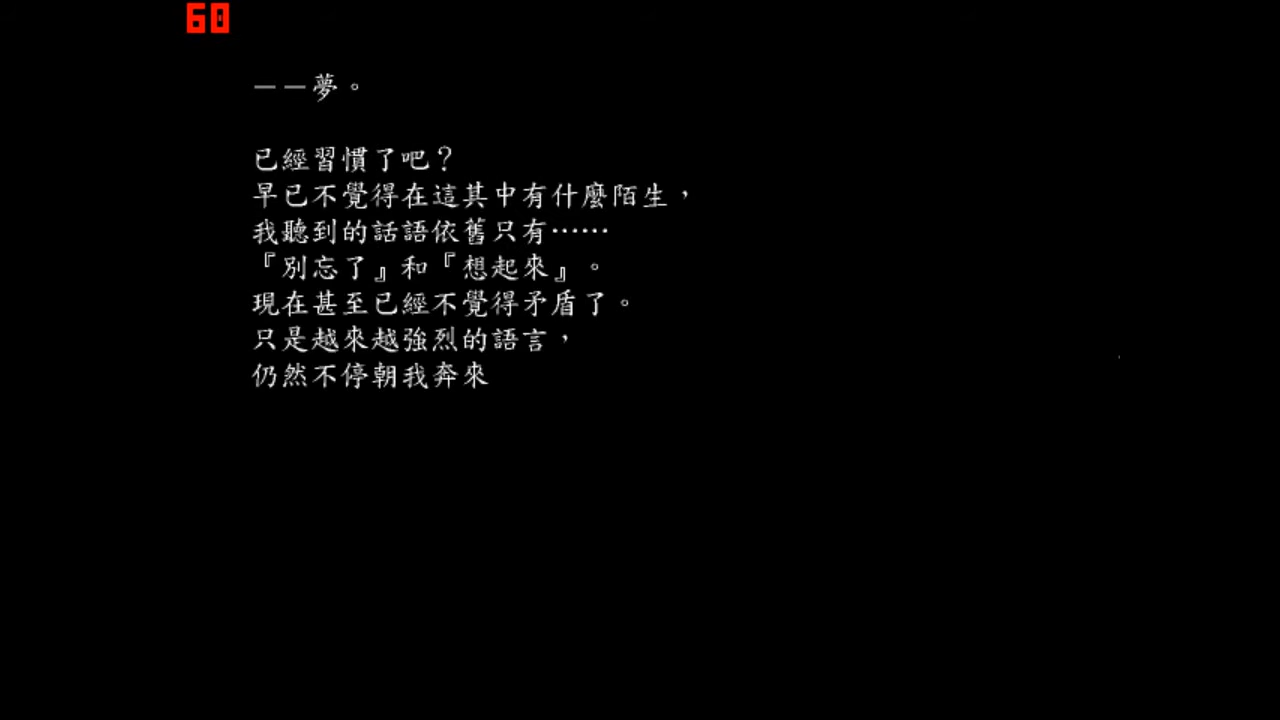 60
——夢。
已經習慣了吧？
早已不覺得在這其中有什麼陌生，
我聽到的話語依舊只有……
『別忘了』和『想起來』。
現在甚至已經不覺得矛盾了。
只是越來越強烈的語言，
仍然不停朝我奔來